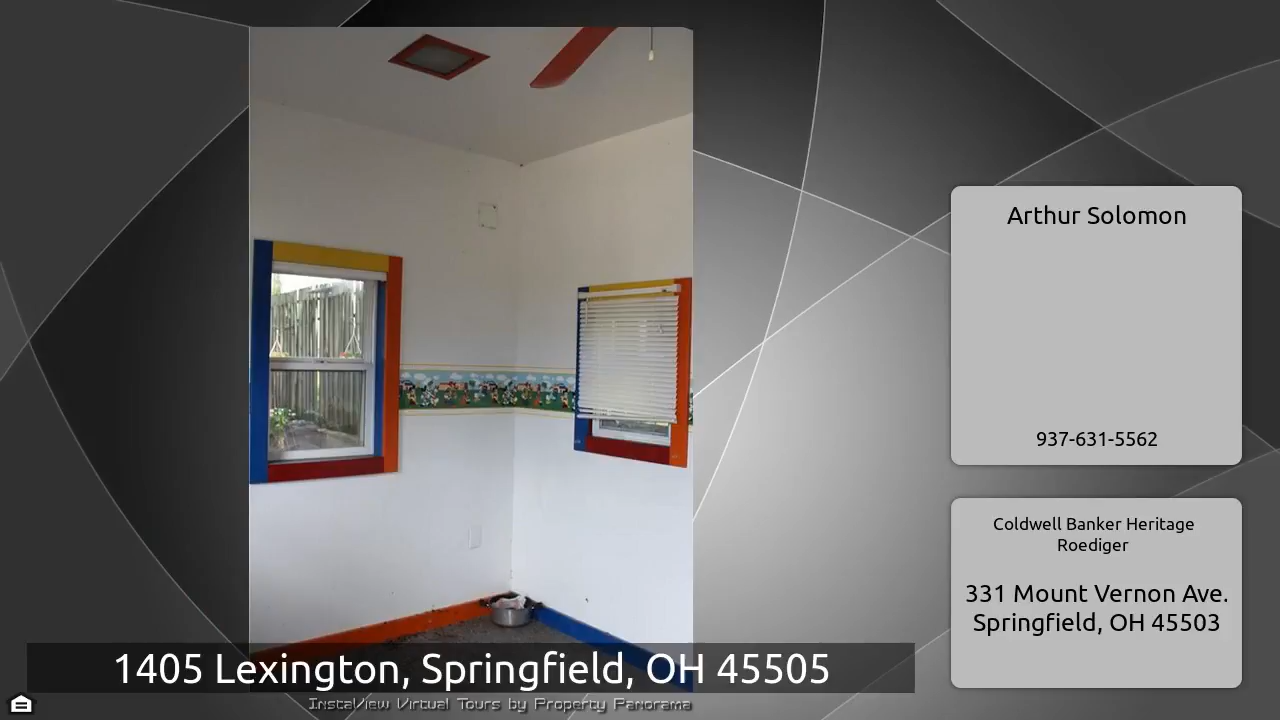 Arthur Solomon
937-631-5562
Coldwell Banker Heritage
Roediger
331 Mount Vernon Ave.
Springfield, OH 45503
1405 Lexington, Springfield, OH 45505
InstaView Virtual Tours by Property Panorama